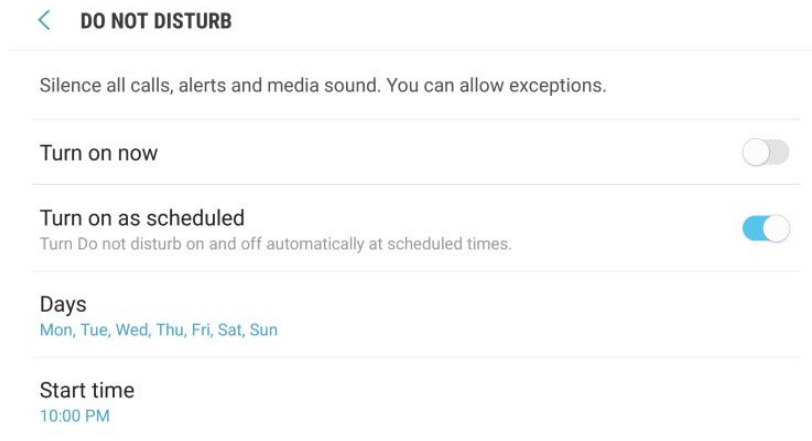 DO NOT DISTURB
Silence all calls, alerts and media sound. You can allow exceptions.
Turn on now
Turn on as scheduled
Turn Do not disturb on and off automatically at scheduled times.
Days
Mon, Tue, Wed, Thu, Fri, Sat, Sun
Start time
10:00 PM